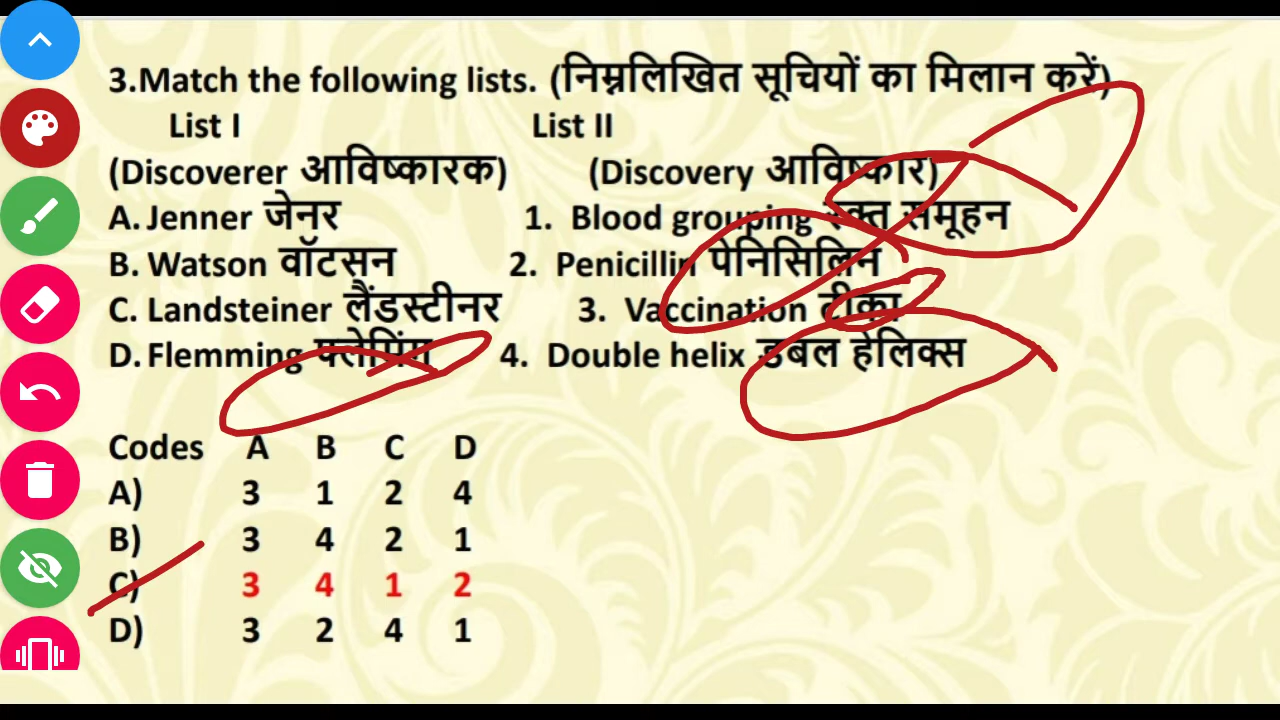 3.Match the following lists. (निम्नलिखित सूचियों का मिलान करें)
List I List II
(Discoverer आविष्कारक) (Discovery आविष्कार)
A. Jenner जेनर 1. Blood grouping रक्त समूहन
B. Watson वॉटसन 2. Penicillin पेनिसिलिन
C. Landsteiner लैंडस्टीनर 3. Vaccination टीका
D. Flemming 4. Double helix डबल हेलिक्स
Codes A B C D
A) 3 1 2 4
B) 3 4 2 1
C) 3 4 1 2
D) 3 2 4 1